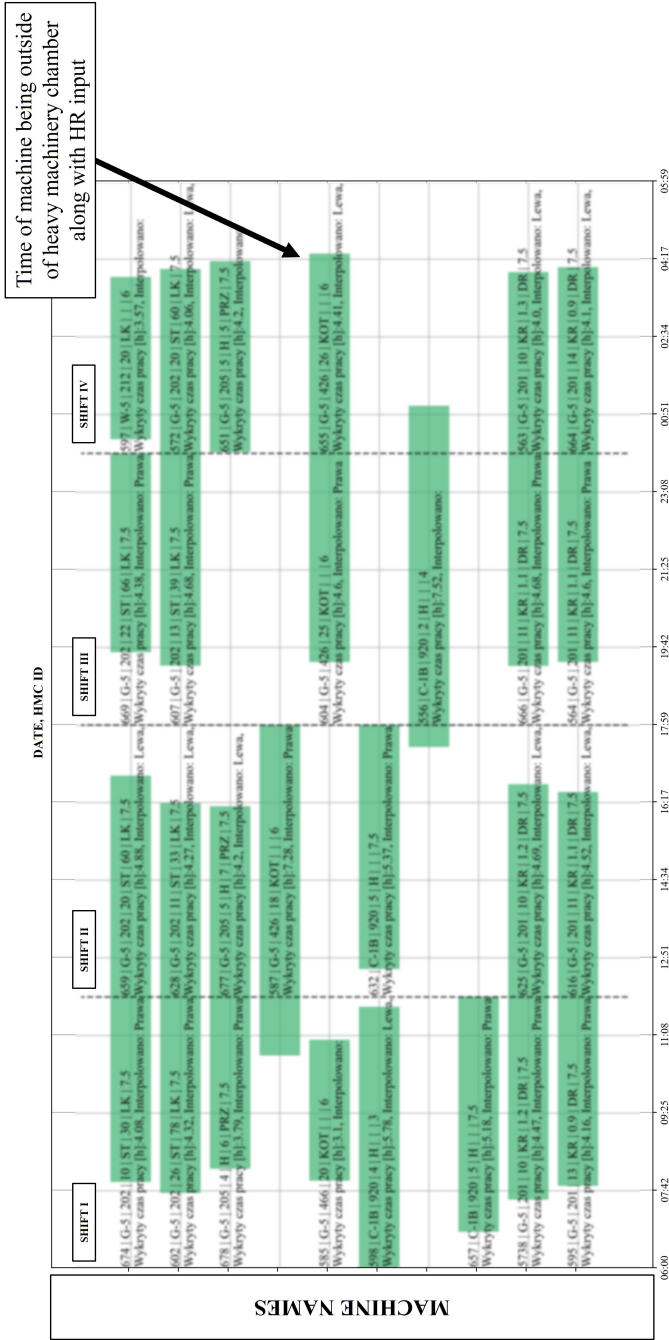 Time of machine being outside
of heavy machinery chamber
along with HR input
DATE, HMC ID
SHIFT I
SHIFT II
SHIFT III
SHIFT IV
MACHINE NAMES
674 | G-5 | 202 | 10 | ST | 30 | LK | 7.5
Wykryty czas pracy [h]:4.08, Interpolowano: Prawa
659 | G-5 | 202 | 20 | ST | 60 | LK | 7.5
Wykryty czas pracy [h]:4.88, Interpolowano: Lewa,
669 | G-5 | 202 | 22 | ST | 66 | LK | 7.5
Wykryty czas pracy [h]:4.38, Interpolowano: Prawa
597 | W-5 | 212 | 20 | LK | | | 6
Wykryty czas pracy [h]:3.57, Interpolowano:
602 | G-5 | 202 | 26 | ST | 78 | LK | 7.5
Wykryty czas pracy [h]:4.32, Interpolowano: Prawa
628 | G-5 | 202 | 11 | ST | 33 | LK | 7.5
Wykryty czas pracy [h]:4.27, Interpolowano: Lewa,
607 | G-5 | 202 | 13 | ST | 39 | LK | 7.5
Wykryty czas pracy [h]:4.68, Interpolowano: Prawa
572 | G-5 | 202 | 20 | ST | 60 | LK | 7.5
Wykryty czas pracy [h]:4.06, Interpolowano: Lewa,
678 | G-5 | 205 | 4 | H | 6 | PRZ | 7.5
Wykryty czas pracy [h]:3.79, Interpolowano: Prawa
677 | G-5 | 205 | 5 | H | 7 | PRZ | 7.5
Wykryty czas pracy [h]:4.2, Interpolowano: Lewa,
651 | G-5 | 205 | 5 | H | 5 | PRZ | 7.5
Wykryty czas pracy [h]:4.2, Interpolowano: Lewa,
587 | G-5 | 426 | 18 | KOT | | | 6
Wykryty czas pracy [h]:7.28, Interpolowano: Prawa
585 | G-5 | 466 | 20 | KOT | | | 6
Wykryty czas pracy [h]:3.1, Interpolowano:
604 | G-5 | 426 | 25 | KOT | | | 6
Wykryty czas pracy [h]:4.6, Interpolowano: Prawa
655 | G-5 | 426 | 26 | KOT | | | 6
Wykryty czas pracy [h]:4.41, Interpolowano: Lewa,
598 | C-1B | 920 | 4 | H | | | 3
Wykryty czas pracy [h]:5.78, Interpolowano: Lewa,
632 | C-1B | 920 | 5 | H | | | 7.5
Wykryty czas pracy [h]:5.37, Interpolowano: Prawa
556 | C-1B | 920 | 2 | H | | | 4
Wykryty czas pracy [h]:7.52, Interpolowano:
657 | C-1B | 920 | 5 | H | | | 7.5
Wykryty czas pracy [h]:5.18, Interpolowano: Prawa
5738 | G-5 | 201 | 10 | KR | 1.2 | DR | 7.5
Wykryty czas pracy [h]:4.47, Interpolowano: Prawa
625 | G-5 | 201 | 10 | KR | 1.2 | DR | 7.5
Wykryty czas pracy [h]:4.69, Interpolowano: Lewa,
666 | G-5 | 201 | 11 | KR | 1.1 | DR | 7.5
Wykryty czas pracy [h]:4.68, Interpolowano: Prawa
563 | G-5 | 201 | 10 | KR | 1.3 | DR | 7.5
Wykryty czas pracy [h]:4.0, Interpolowano: Lewa,
595 | G-5 | 201 | 13 | KR | 0.9 | DR | 7.5
Wykryty czas pracy [h]:4.16, Interpolowano: Prawa
616 | G-5 | 201 | 11 | KR | 1.1 | DR | 7.5
Wykryty czas pracy [h]:4.52, Interpolowano: Lewa,
564 | G-5 | 201 | 11 | KR | 1.1 | DR | 7.5
Wykryty czas pracy [h]:4.6, Interpolowano: Prawa
664 | G-5 | 201 | 14 | KR | 0.9 | DR | 7.5
Wykryty czas pracy [h]:4.1, Interpolowano: Lewa,
06:00
07:42
09:25
11:08
12:51
14:34
16:17
17:59
19:42
21:25
23:08
00:51
02:34
04:17
05:59